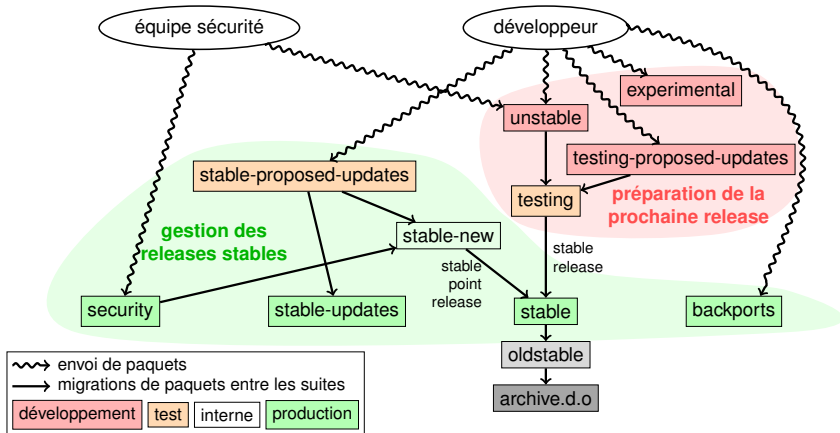 équipe sécurité
développeur
experimental
unstable
testing-proposed-updates
stable-proposed-updates
testing
préparation de la
prochaine release
gestion des
releases stables
stable-new
stable
release
stable
point
release
security
stable-updates
stable
backports
oldstable
envoi de paquets
migrations de paquets entre les suites
archive.d.o
développement
test
interne
production